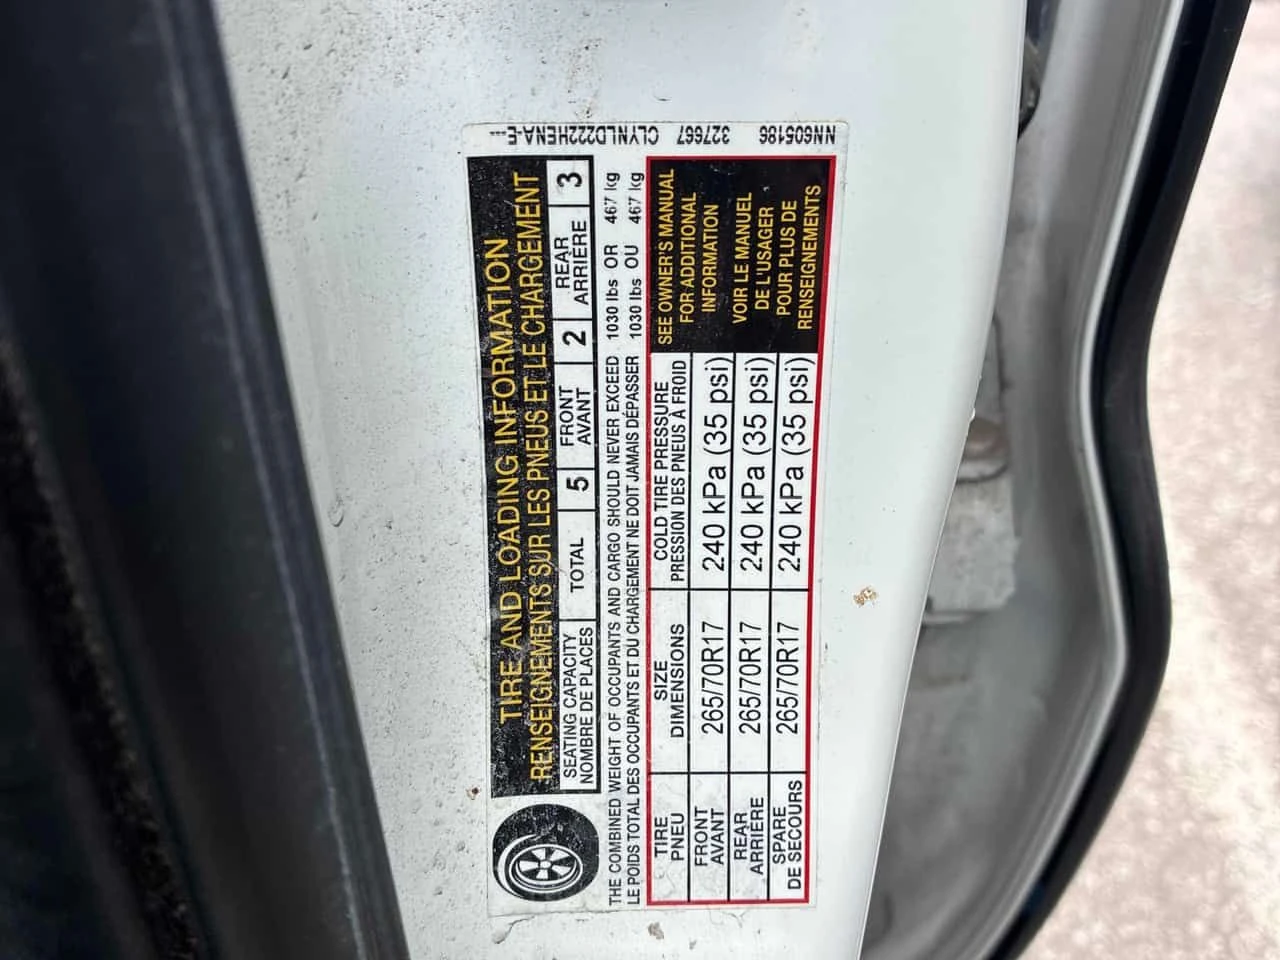 TIRE AND LOADING INFORMATION
RENSEIGNEMENTS SUR LES PNEUS ET LE CHARGEMENT
SEATING CAPACITY
NOMBRE DE PLACES
TOTAL 5
FRONT
AVANT
2
REAR
ARRIÈRE
3
THE COMBINED WEIGHT OF OCCUPANTS AND CARGO SHOULD NEVER EXCEED 1030 lbs OR 467 kg
LE POIDS TOTAL DES OCCUPANTS ET DU CHARGEMENT NE DOIT JAMAIS DÉPASSER 1030 lbs OU 467 kg
TIRE
PNEU
SIZE
DIMENSIONS
COLD TIRE PRESSURE
PRESSION DES PNEUS À FROID
FRONT
AVANT
265/70R17 240 kPa (35 psi)
REAR
ARRIÈRE
265/70R17 240 kPa (35 psi)
SPARE
DE SECOURS
265/70R17 240 kPa (35 psi)
SEE OWNER'S MANUAL
FOR ADDITIONAL
INFORMATION
VOIR LE MANUEL
DE L'USAGER
POUR PLUS DE
RENSEIGNEMENTS
NN605186 327667 CLYNLD222H2HENA-E---